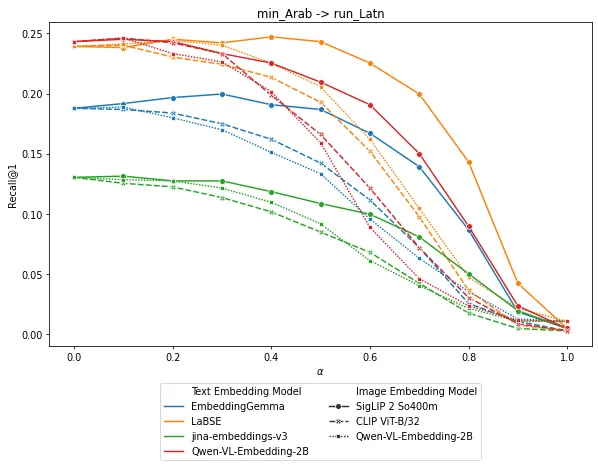 min_Arab -> run_Latn
0.25
0.20
0.15
0.10
0.05
0.00
Recall@1
0.0 0.2 0.4 0.6 0.8 1.0
α
Text Embedding Model
EmbeddingGemma
LaBSE
jina-embeddings-v3
Qwen-VL-Embedding-2B
Image Embedding Model
SigLIP 2 So400m
CLIP ViT-B/32
Qwen-VL-Embedding-2B